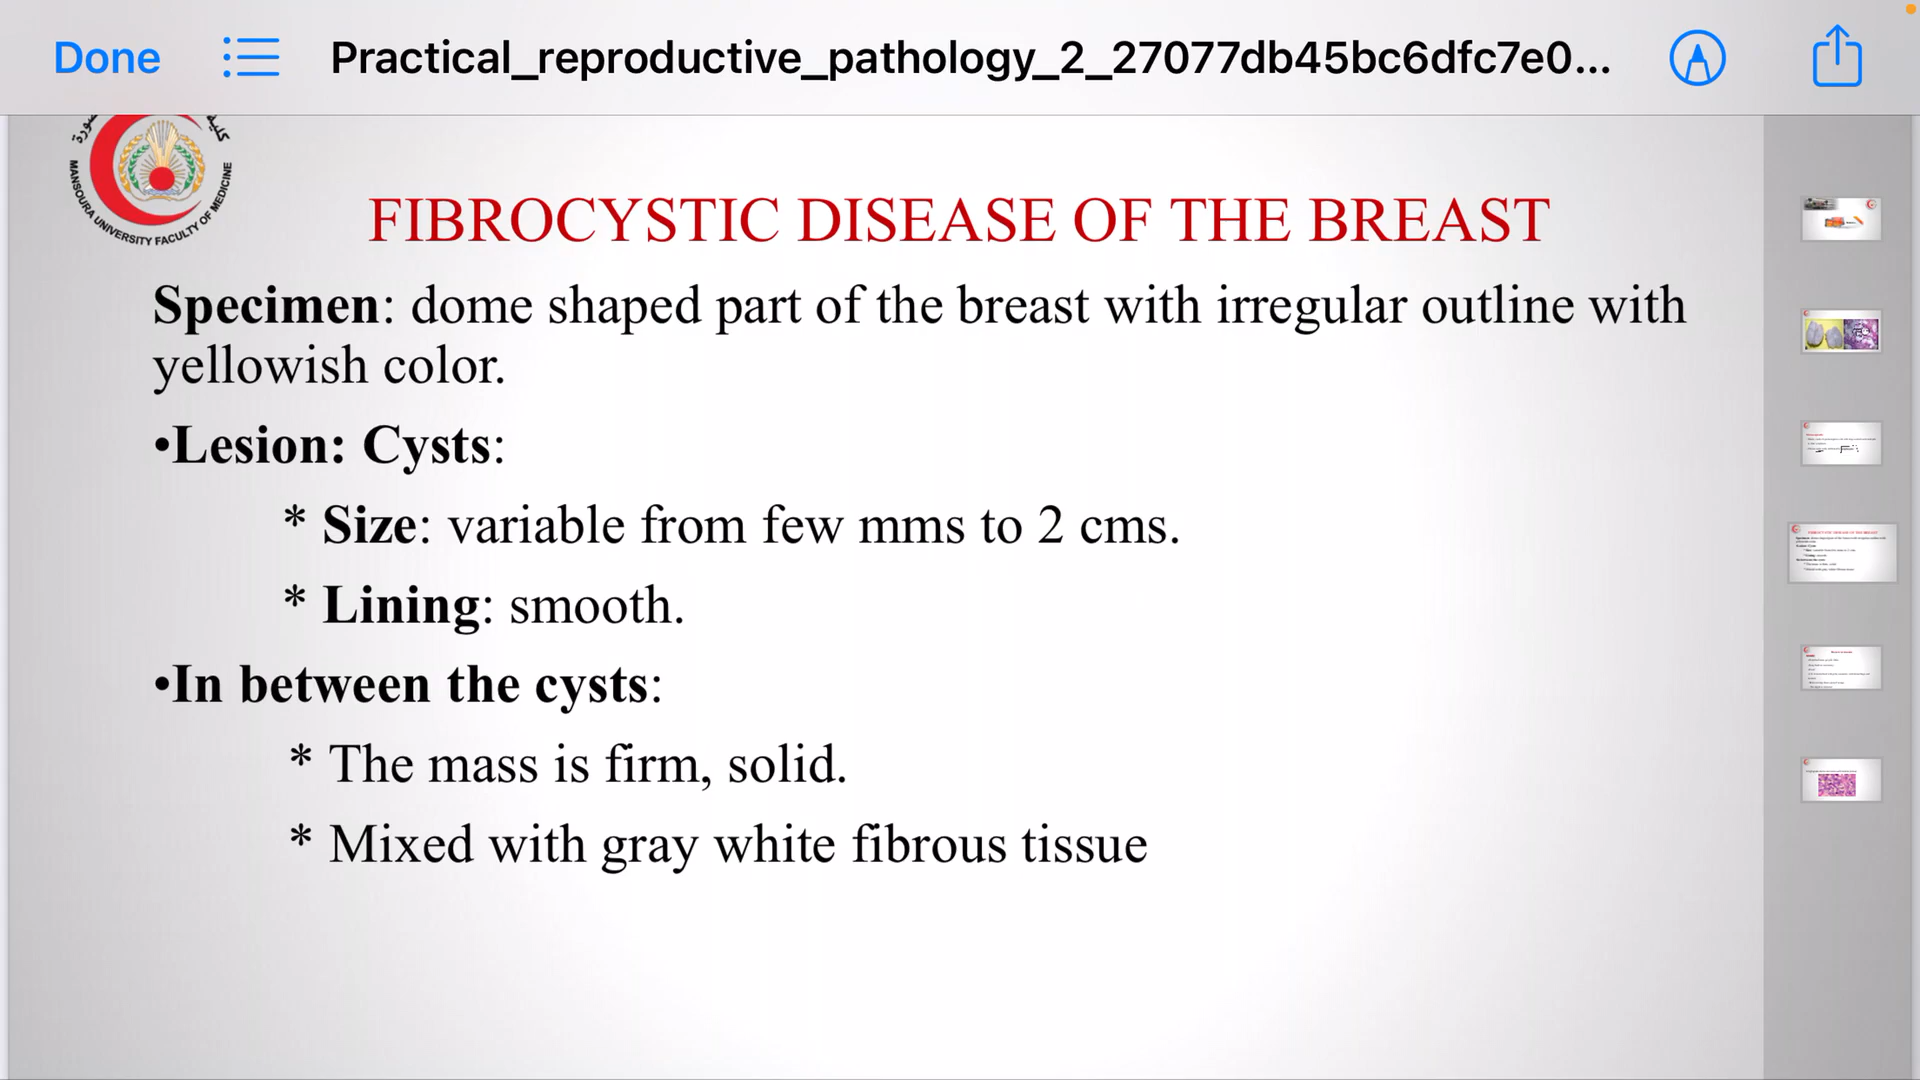 Done
Practical_reproductive_pathology_2_27077db45bc6dfc7e0...
MANSOURA UNIVERSITY FACULTY OF MEDICINE
FIBROCYSTIC DISEASE OF THE BREAST
Specimen: dome shaped part of the breast with irregular outline with
yellowish color.
•Lesion: Cysts:
* Size: variable from few mms to 2 cms.
* Lining: smooth.
•In between the cysts:
* The mass is firm, solid.
* Mixed with gray white fibrous tissue